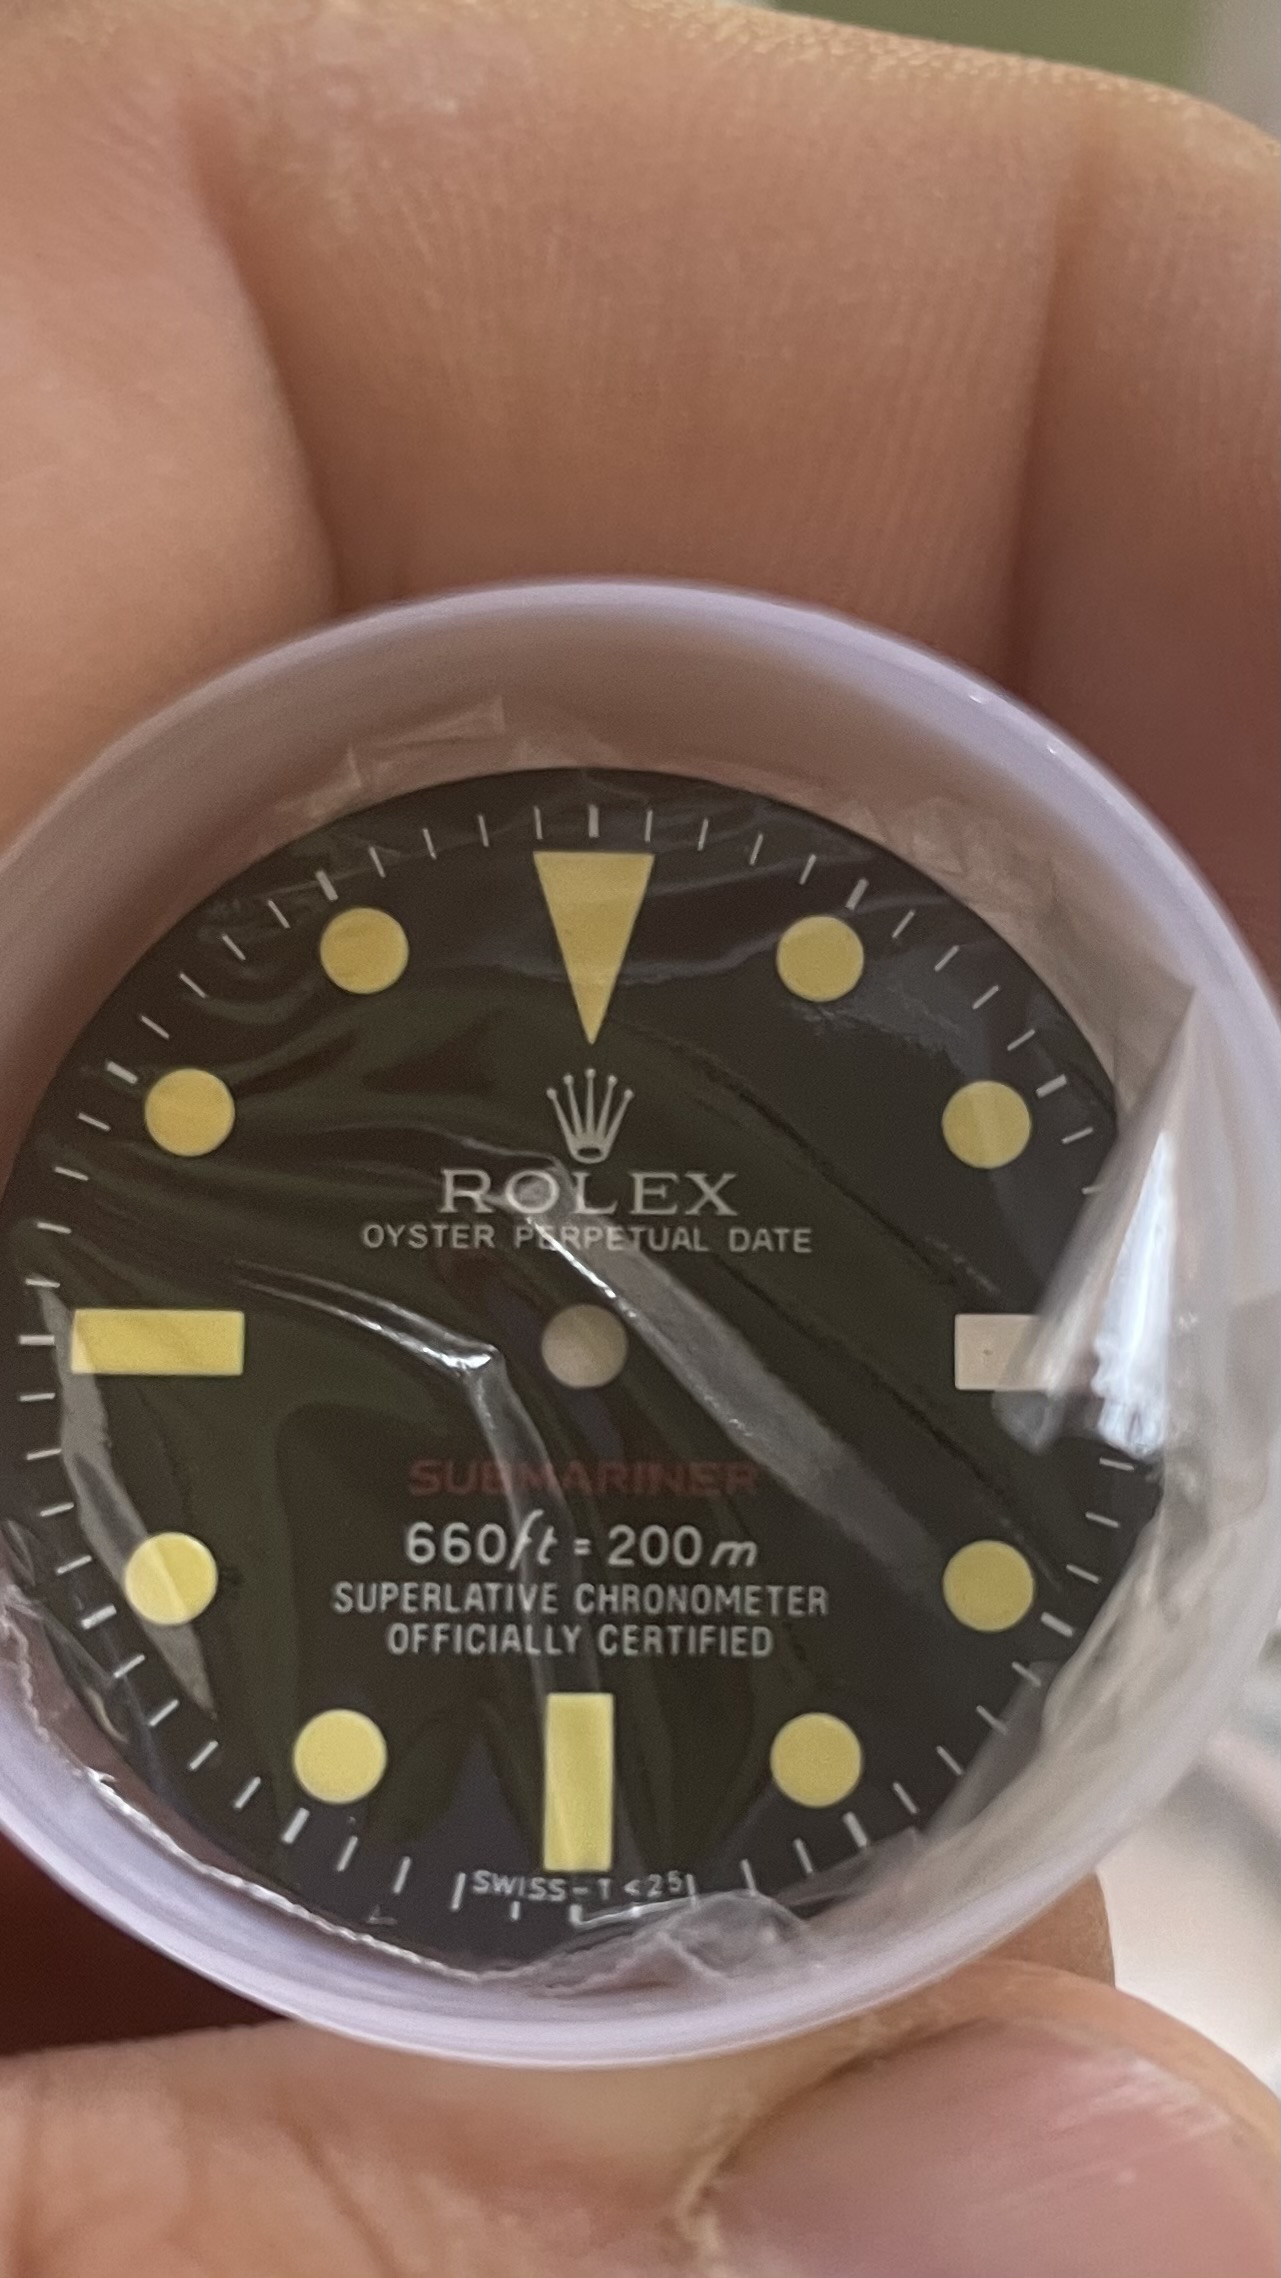 ROLEX
OYSTER PERPETUAL DATE
SUBMARINER
660ft = 200m
SUPERLATIVE CHRONOMETER
OFFICIALLY CERTIFIED
SWISS-T <25